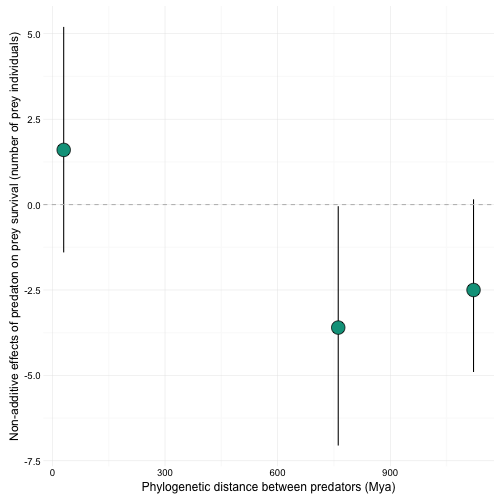 Non-additive effects of predaton on prey survival (number of prey individuals)
5.0
2.5
0.0
-2.5
-5.0
-7.5
0 300 600 900
Phylogenetic distance between predators (Mya)